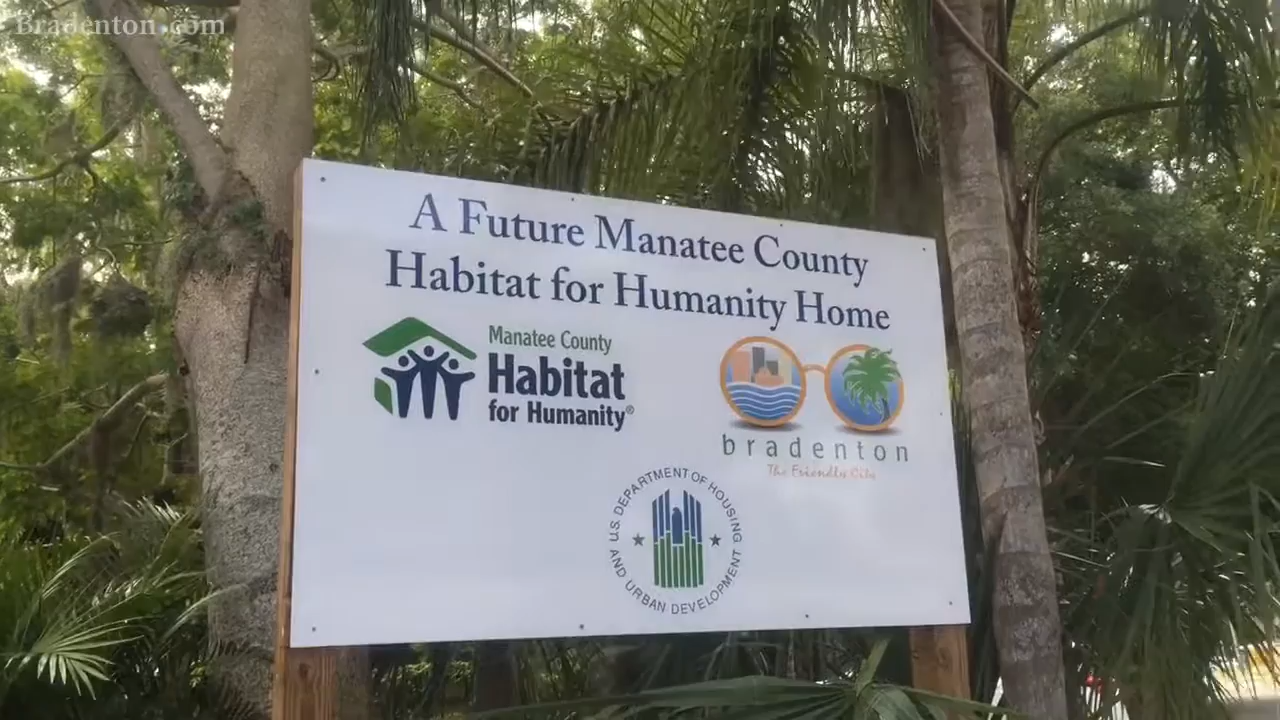 Bradenton.com
A Future Manatee County
Habitat for Humanity Home
Manatee County
Habitat
for Humanity®
bradenton
The Friendly City
U.S. DEPARTMENT OF HOUSING
AND URBAN DEVELOPMENT